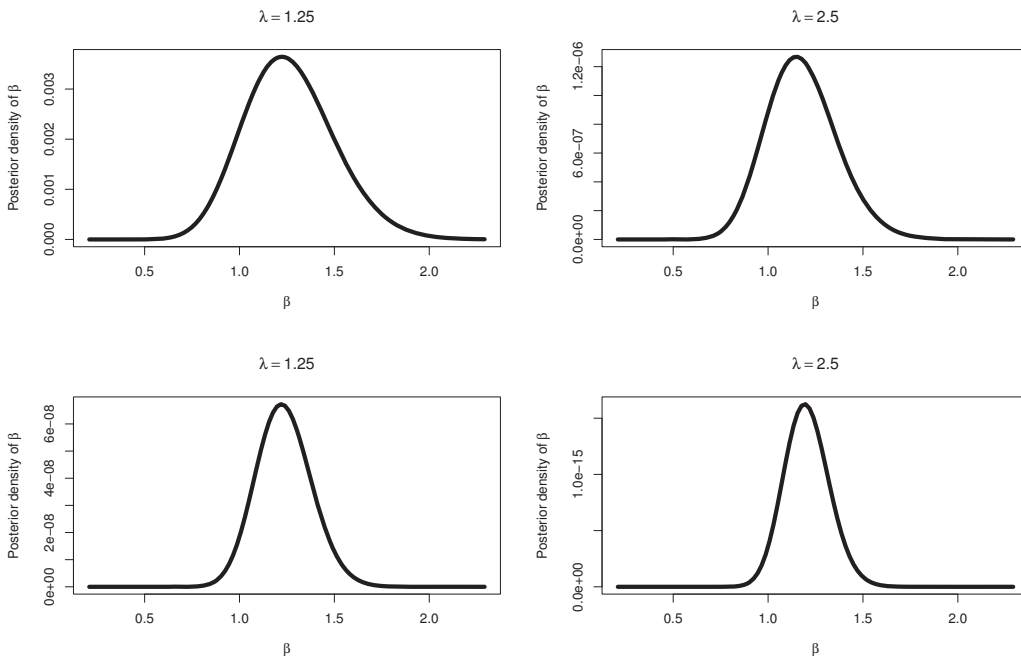 λ = 1.25
Posterior density of β
0.000 0.001 0.002 0.003
0.5 1.0 1.5 2.0
β
λ = 2.5
Posterior density of β
0.0e+00 6.0e−07 1.2e−06
0.5 1.0 1.5 2.0
β
λ = 1.25
Posterior density of β
0e+00 2e−08 4e−08 6e−08
0.5 1.0 1.5 2.0
β
λ = 2.5
Posterior density of β
0.0e+00 1.0e−15
0.5 1.0 1.5 2.0
β